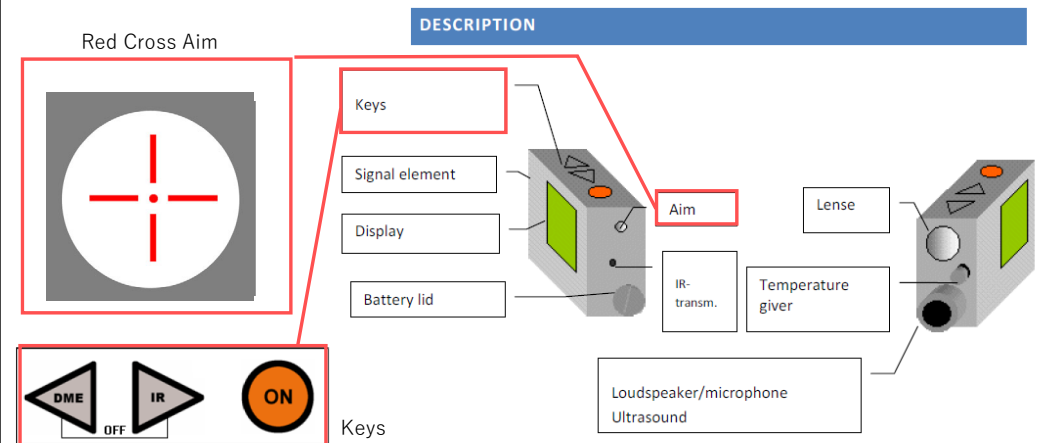 DESCRIPTION
Red Cross Aim
Keys
Signal element
Display
Battery lid
Aim
IR-
transm.
Lense
Temperature
giver
Loudspeaker/microphone
Ultrasound
DME
IR
ON
OFF
Keys